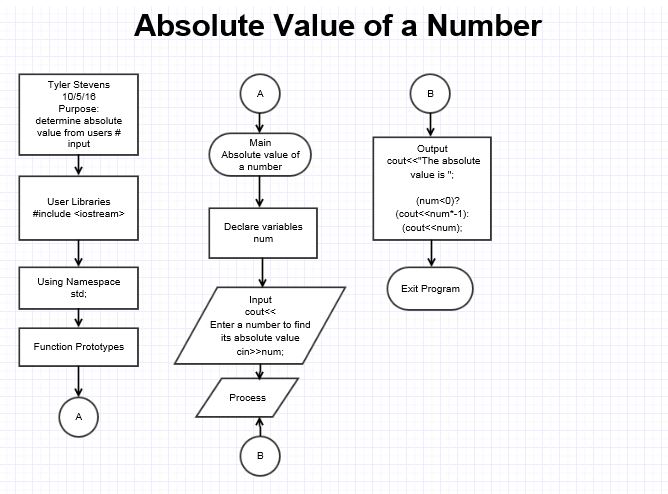 Absolute Value of a Number
Tyler Stevens
10/5/16
Purpose:
determine absolute
value from users #
input
User Libraries
#include <iostream>
Using Namespace
std;
Function Prototypes
A
A
Main
Absolute value of
a number
Declare variables
num
Input
cout<<
Enter a number to find
its absolute value
cin>>num;
Process
B
B
Output
cout<<"The absolute
value is ";
(num<0)?
(cout<<num*-1):
(cout<<num);
Exit Program